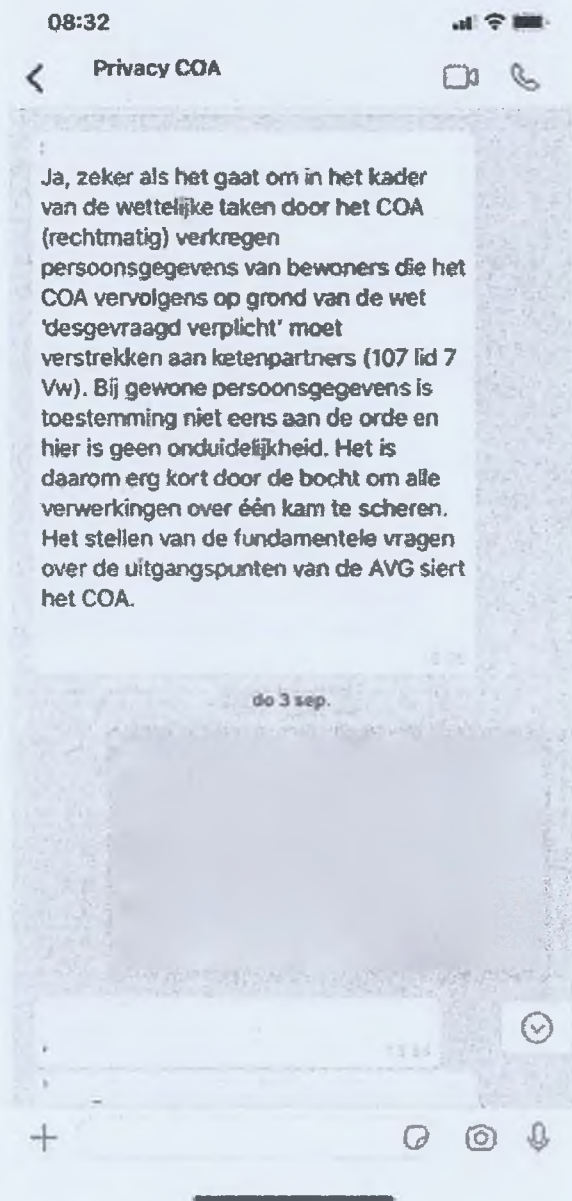 08:32
Privacy COA
:
Ja, zeker als het gaat om in het kader
van de wettelijke taken door het COA
(rechtmatig) verkregen
persoonsgegevens van bewoners die het
COA vervolgens op grond van de wet
'desgevraagd verplicht' moet
verstrekken aan ketenpartners (107 lid 7
Vw). Bij gewone persoonsgegevens is
toestemming niet eens aan de orde en
hier is geen onduidelijkheid. Het is
daarom erg kort door de bocht om alle
verwerkingen over één kam te scheren.
Het stellen van de fundamentele vragen
over de uitgangspunten van de AVG siert
het COA.
do 3 sep.